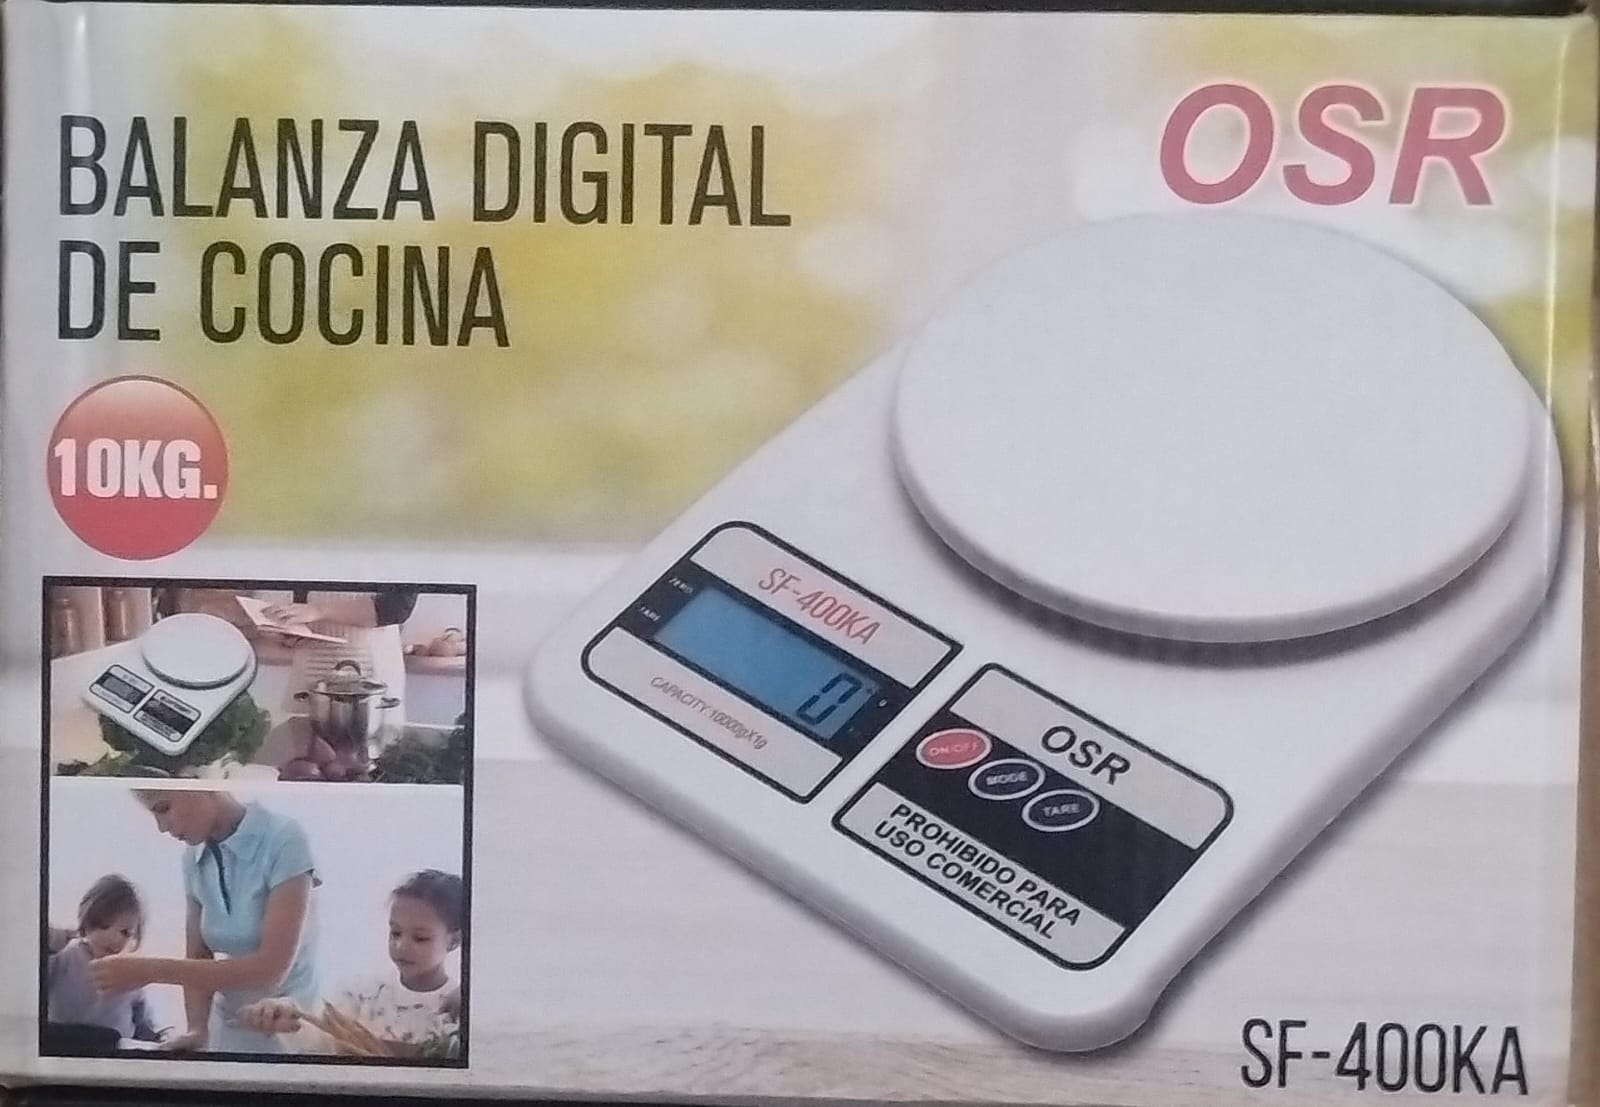 OSR
BALANZA DIGITAL
DE COCINA
10KG.
SF-400KA
ZERO
TARE
0
CAPACITY:10000gX1g
OSR
ON/OFF
MODE
TARE
PROHIBIDO PARA
USO COMERCIAL
SF-400KA